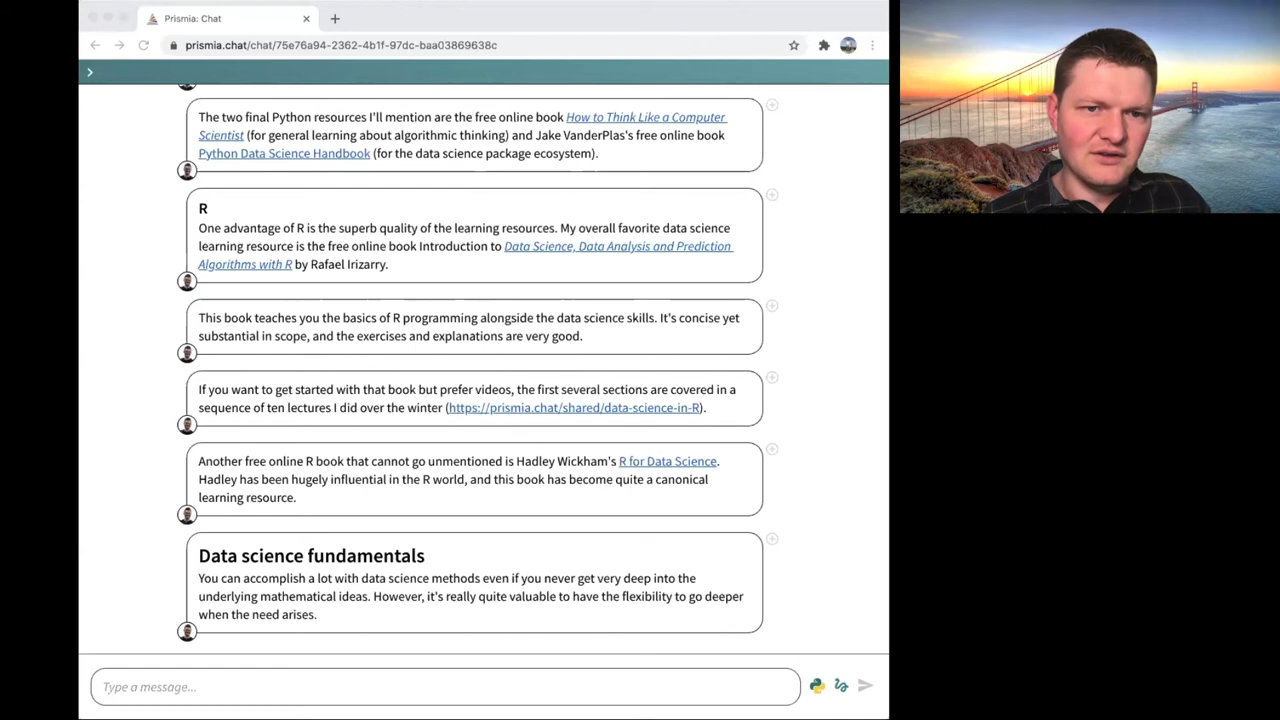 Prismia: Chat
prismia.chat/chat/75e76a94-2362-4b1f-97dc-baa03869638c
The two final Python resources I'll mention are the free online book How to Think Like a Computer
Scientist (for general learning about algorithmic thinking) and Jake VanderPlas's free online book
Python Data Science Handbook (for the data science package ecosystem).
R
One advantage of R is the superb quality of the learning resources. My overall favorite data science
learning resource is the free online book Introduction to Data Science, Data Analysis and Prediction
Algorithms with R by Rafael Irizarry.
This book teaches you the basics of R programming alongside the data science skills. It's concise yet
substantial in scope, and the exercises and explanations are very good.
If you want to get started with that book but prefer videos, the first several sections are covered in a
sequence of ten lectures I did over the winter (https://prismia.chat/shared/data-science-in-R).
Another free online R book that cannot go unmentioned is Hadley Wickham's R for Data Science.
Hadley has been hugely influential in the R world, and this book has become quite a canonical
learning resource.
Data science fundamentals
You can accomplish a lot with data science methods even if you never get very deep into the
underlying mathematical ideas. However, it's really quite valuable to have the flexibility to go deeper
when the need arises.
Type a message...